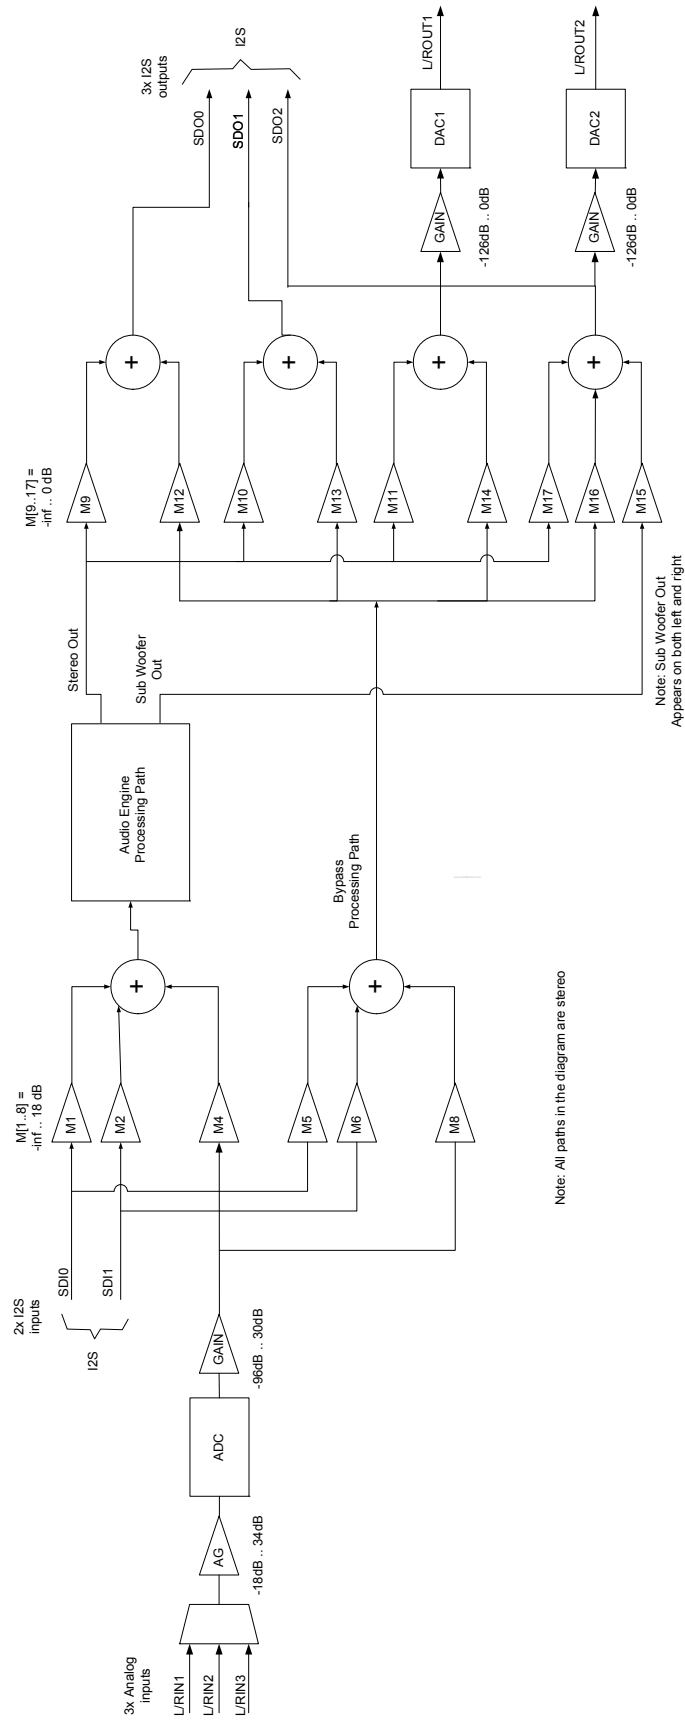 3x Analog
inputs
L/RIN1
L/RIN2
L/RIN3
AG
-18dB .. 34dB
ADC
GAIN
-96dB .. 30dB
2x I2S
inputs
I2S
SDI0
SDI1
M[1..8] =
-inf .. 18 dB
M1
M2
M4
M5
M6
M8
+
+
Audio Engine
Processing Path
Bypass
Processing Path
Stereo Out
Sub Woofer
Out
M[9..17] =
-inf .. 0 dB
M9
M12
M10
M13
M11
M14
M17
M16
M15
+
+
+
+
3x I2S
outputs
I2S
SDO0
SDO1
SDO2
GAIN
-126dB .. 0dB
DAC1
L/ROUT1
GAIN
-126dB .. 0dB
DAC2
L/ROUT2
Note: Sub Woofer Out
Appears on both left and right
Note: All paths in the diagram are stereo